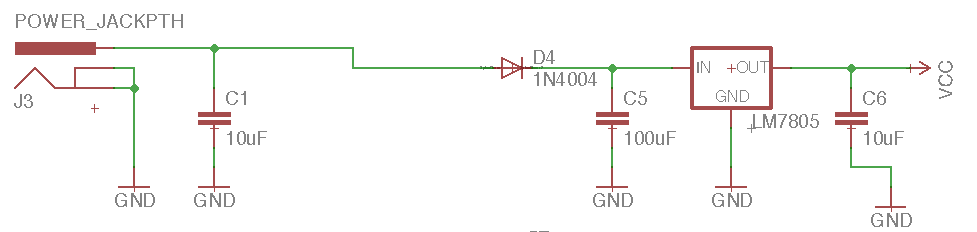 POWER_JACKPTH
J3
C1
10uF
D4
1N4004
C5
100uF
IN
+OUT
GND
LM7805
C6
10uF
VCC
GND
GND
GND
GND
GND